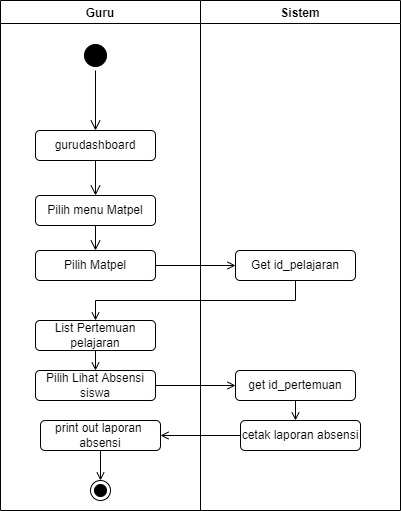 Guru
Sistem
gurudashboard
Pilih menu Matpel
Pilih Matpel
Get id_pelajaran
List Pertemuan
pelajaran
Pilih Lihat Absensi
siswa
get id_pertemuan
print out laporan
absensi
cetak laporan absensi